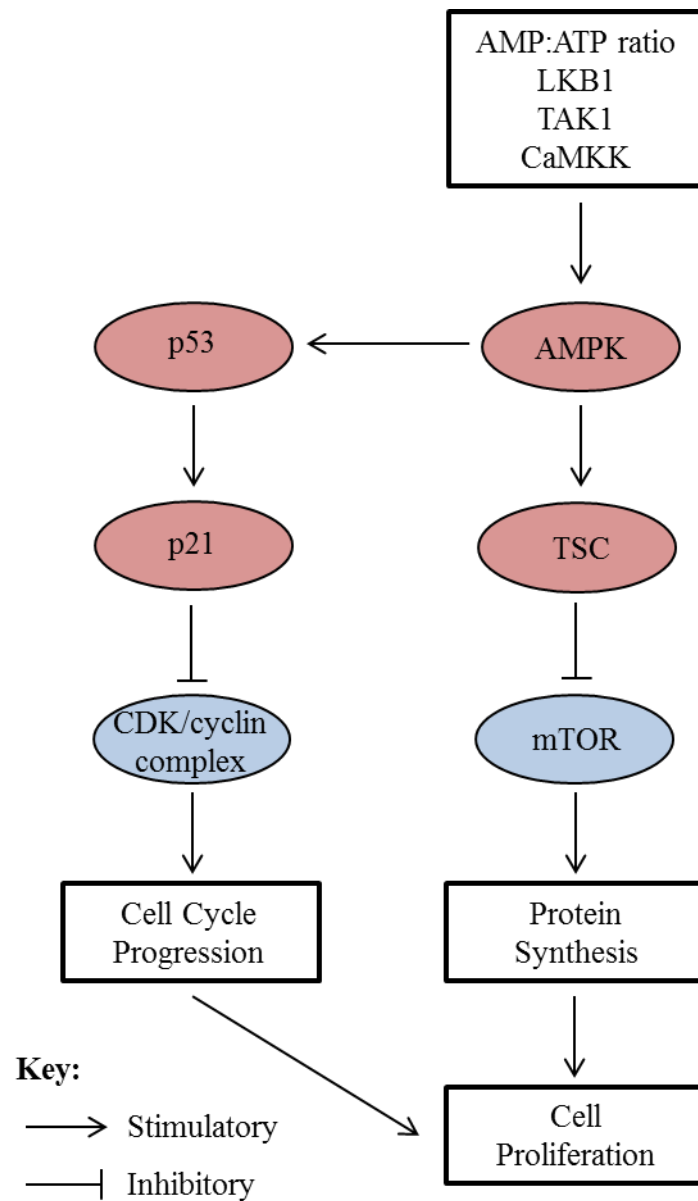 AMP:ATP ratio
LKB1
TAK1
CaMKK
p53
AMPK
p21
TSC
CDK/cyclin
complex
mTOR
Cell Cycle
Progression
Protein
Synthesis
Key:
Stimulatory
Inhibitory
Cell
Proliferation